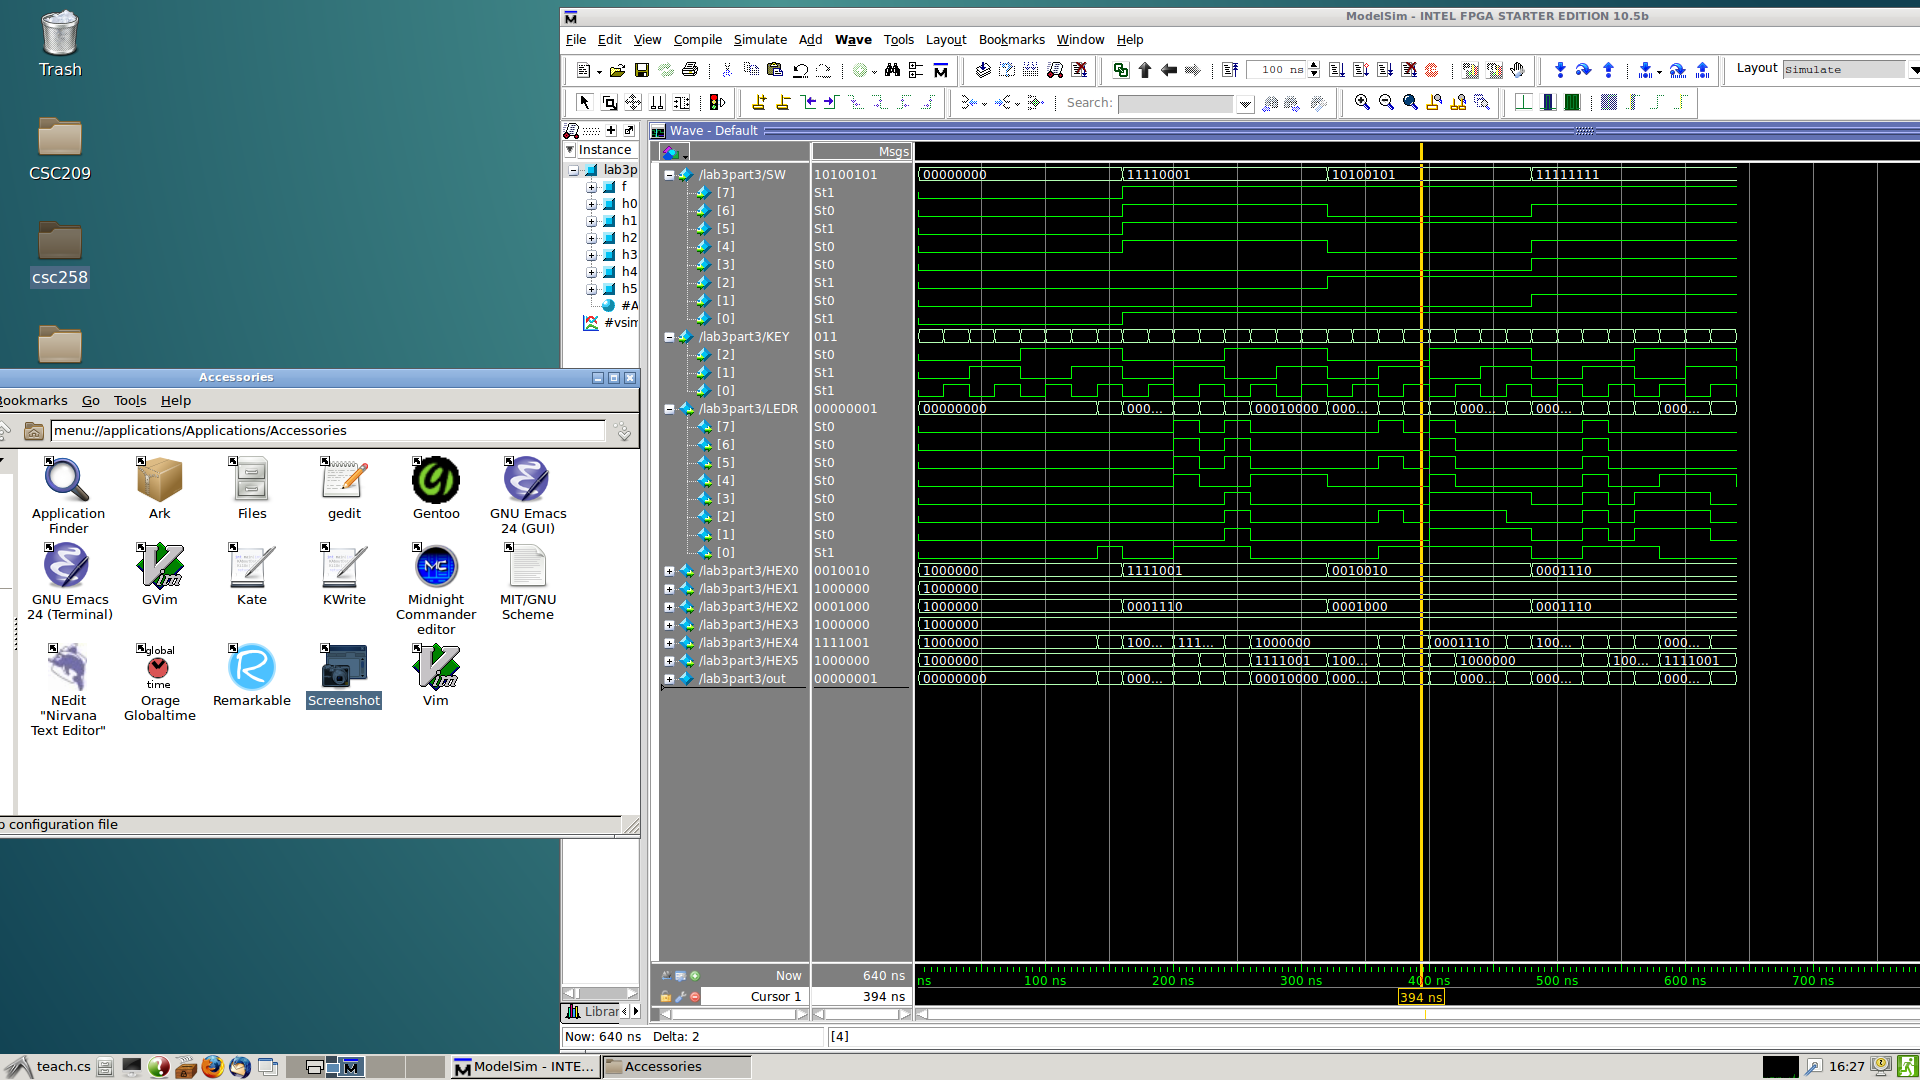 Trash
CSC209
csc258
ModelSim - INTEL FPGA STARTER EDITION 10.5b
File Edit View Compile Simulate Add Wave Tools Layout Bookmarks Window Help
100 ns
Layout Simulate
Search:
Wave - Default
Instance
lab3p
f
h0
h1
h2
h3
h4
h5
#A
#vsim
Msgs
/lab3part3/SW 10100101 00000000 11110001 10100101 11111111
[7] St1
[6] St0
[5] St1
[4] St0
[3] St0
[2] St1
[1] St0
[0] St1
/lab3part3/KEY 011
[2] St0
[1] St1
[0] St1
/lab3part3/LEDR 00000001 00000000 000... 00010000 000... 000... 000... 000...
[7] St0
[6] St0
[5] St0
[4] St0
[3] St0
[2] St0
[1] St0
[0] St1
/lab3part3/HEX0 0010010 1000000 1111001 0010010 0001110
/lab3part3/HEX1 1000000 1000000
/lab3part3/HEX2 0001000 1000000 0001110 0001000 0001110
/lab3part3/HEX3 1000000 1000000
/lab3part3/HEX4 1111001 1000000 100... 111... 1000000 0001110 100... 000...
/lab3part3/HEX5 1000000 1000000 1111001 100... 1000000 100... 1111001
/lab3part3/out 00000001 00000000 000... 00010000 000... 000... 000... 000...
Now 640 ns
ns 100 ns 200 ns 300 ns 400 ns 500 ns 600 ns 700 ns
Cursor 1 394 ns
394 ns
Librar
Now: 640 ns Delta: 2
[4]
Accessories
ookmarks Go Tools Help
menu://applications/Applications/Accessories
Application
Finder
Ark
Files
gedit
Gentoo
GNU Emacs
24 (GUI)
GNU Emacs
24 (Terminal)
GVim
Kate
KWrite
Midnight
Commander
editor
MIT/GNU
Scheme
NEdit
"Nirvana
Text Editor"
global
time
Orage
Globaltime
Remarkable
Screenshot
Vim
p configuration file
teach.cs
ModelSim - INTE...
Accessories
16:27